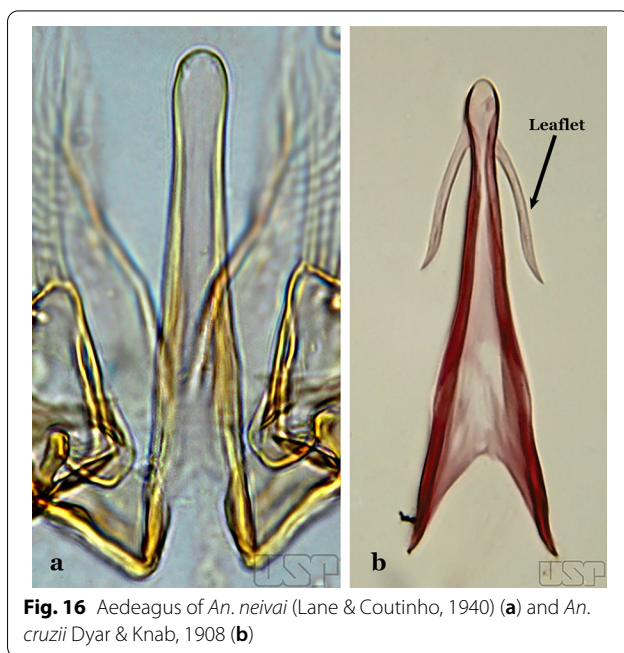 Leaflet
a
USP
b
USP
Fig. 16 Aedeagus of An. neivai (Lane & Coutinho, 1940) (a) and An.
cruzii Dyar & Knab, 1908 (b)